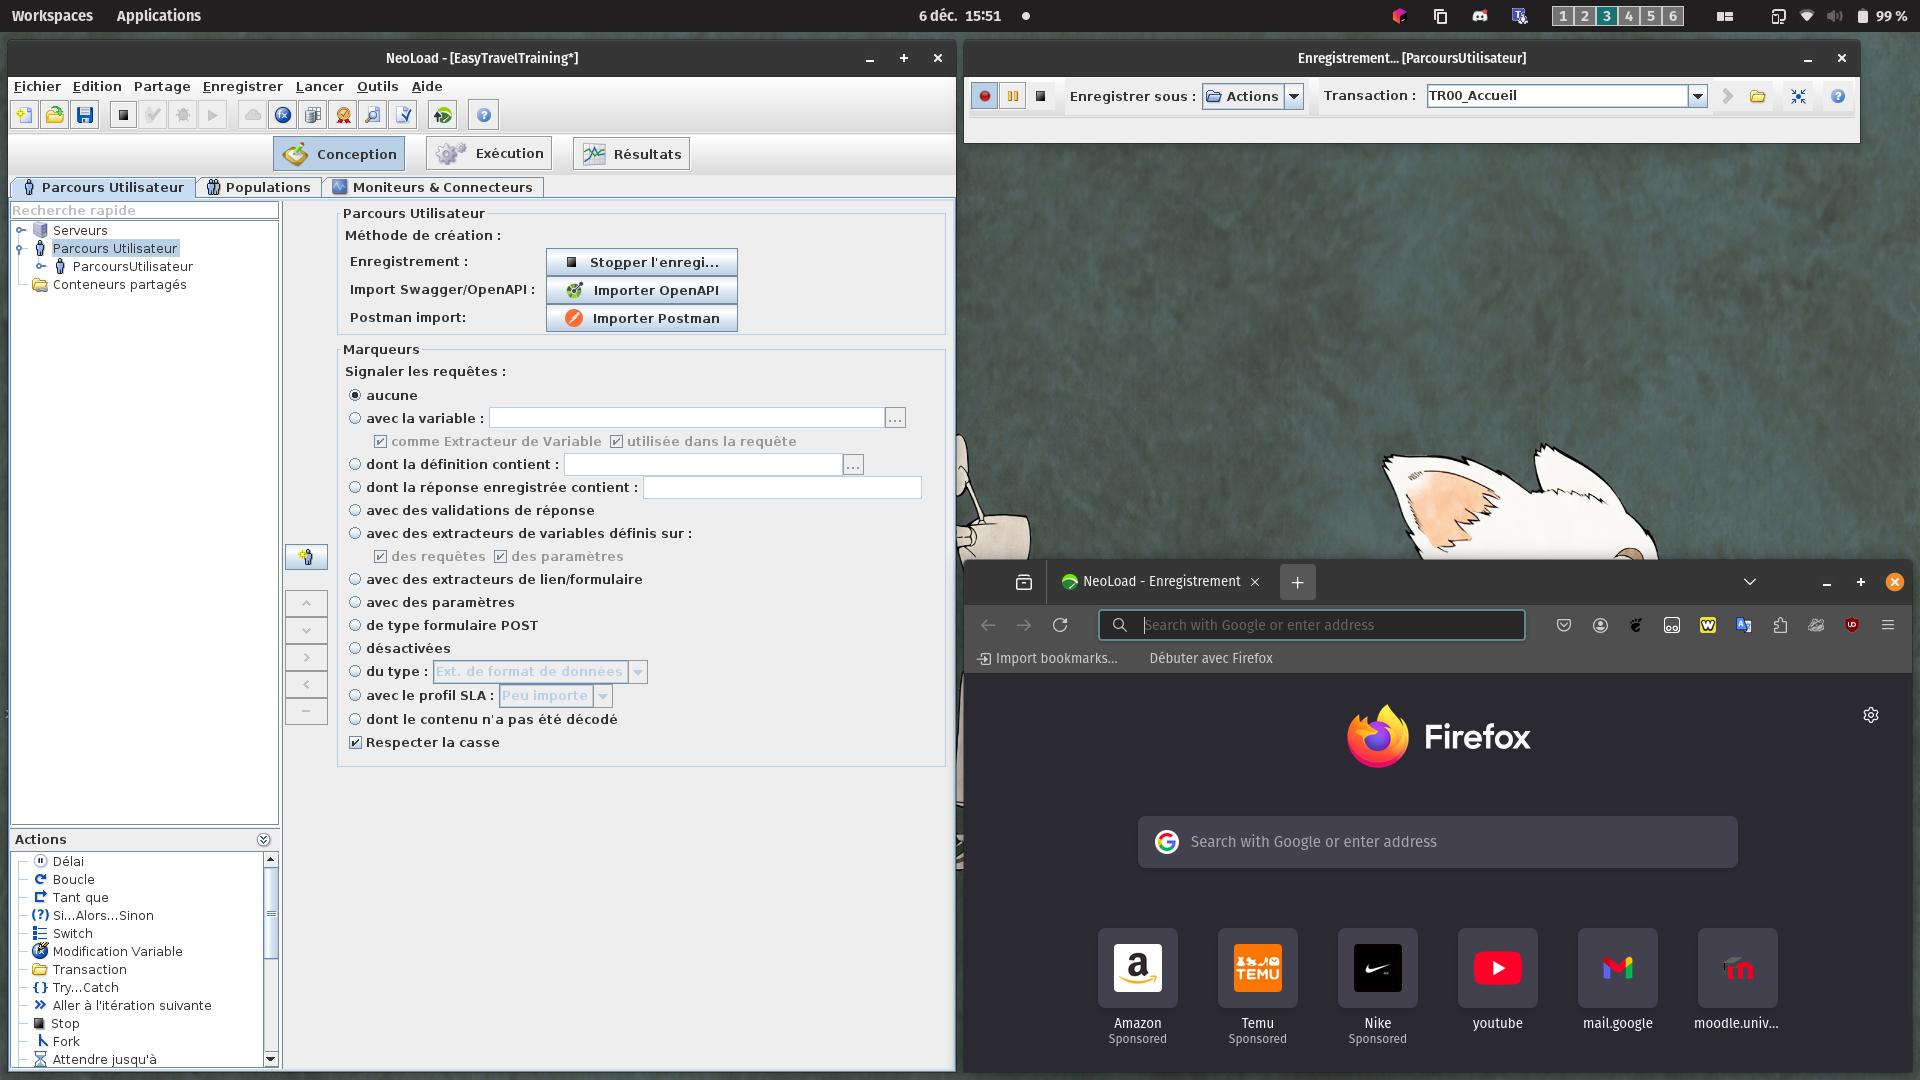 Workspaces Applications 6 déc. 15:51 1 2 3 4 5 6 99 %
NeoLoad - [EasyTravelTraining*]
Fichier Edition Partage Enregistrer Lancer Outils Aide
Conception Exécution Résultats
Parcours Utilisateur Populations Moniteurs & Connecteurs
Recherche rapide
Serveurs
Parcours Utilisateur
ParcoursUtilisateur
Conteneurs partagés
Parcours Utilisateur
Méthode de création :
Enregistrement : Stopper l'enregi...
Import Swagger/OpenAPI : Importer OpenAPI
Postman import: Importer Postman
Marqueurs
Signaler les requêtes :
aucune
avec la variable : ...
comme Extracteur de Variable utilisée dans la requête
dont la définition contient : ...
dont la réponse enregistrée contient :
avec des validations de réponse
avec des extracteurs de variables définis sur :
des requêtes des paramètres
avec des extracteurs de lien/formulaire
avec des paramètres
de type formulaire POST
désactivées
du type : Ext. de format de données
avec le profil SLA : Peu importe
dont le contenu n'a pas été décodé
Respecter la casse
Actions
Délai
Boucle
Tant que
Si...Alors...Sinon
Switch
Modification Variable
Transaction
Try...Catch
Aller à l'itération suivante
Stop
Fork
Attendre jusqu'à
Enregistrement... [ParcoursUtilisateur]
Enregistrer sous : Actions Transaction : TR00_Accueil
NeoLoad - Enregistrement
Search with Google or enter address
Import bookmarks... Débuter avec Firefox
Firefox
Search with Google or enter address
a TEMU
Amazon Temu Nike youtube mail.google moodle.univ...
Sponsored Sponsored Sponsored